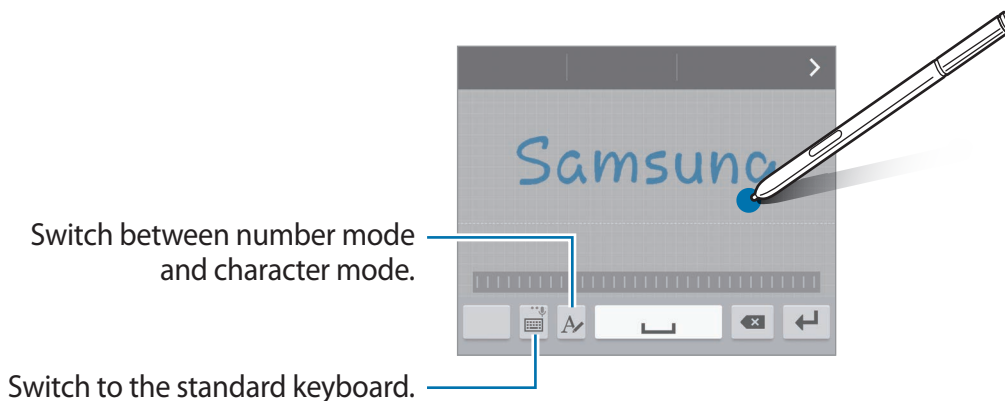 Samsung
Switch between number mode
and character mode.
Switch to the standard keyboard.